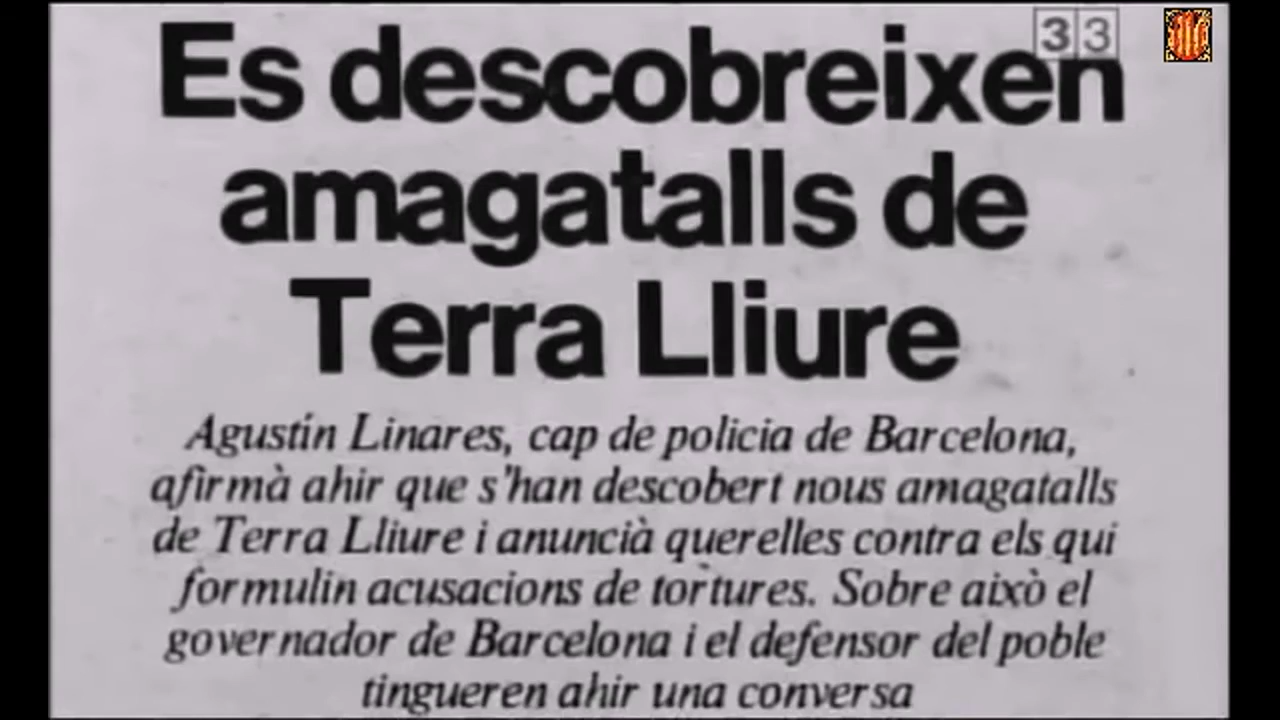 33
Es descobreixen
amagatalls de
Terra Lliure
Agustín Linares, cap de policia de Barcelona,
afirmà ahir que s'han descobert nous amagatalls
de Terra Lliure i anuncià querelles contra els qui
formulin acusacions de tortures. Sobre això el
governador de Barcelona i el defensor del poble
tingueren ahir una conversa